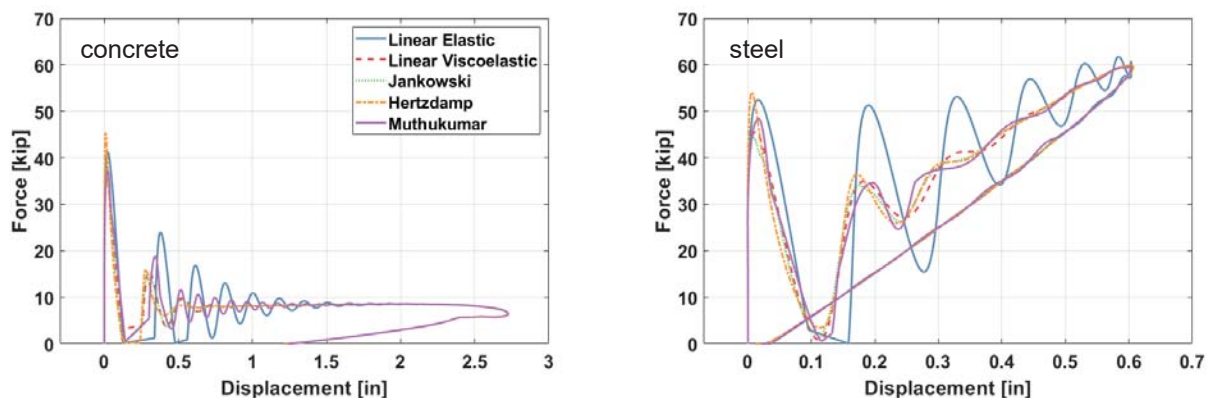 concrete
Linear Elastic
Linear Viscoelastic
Jankowski
Hertzdamp
Muthukumar
70
60
50
40
30
20
10
0
Force [kip]
0 0.5 1 1.5 2 2.5 3
Displacement [in]
steel
70
60
50
40
30
20
10
0
Force [kip]
0 0.1 0.2 0.3 0.4 0.5 0.6 0.7
Displacement [in]